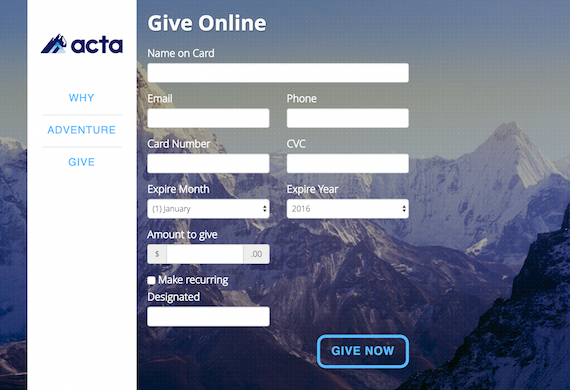 acta
WHY
ADVENTURE
GIVE
Give Online
Name on Card
Email
Phone
Card Number
CVC
Expire Month
Expire Year
(1) January
2016
Amount to give
$ .00
Make recurring
Designated
GIVE NOW